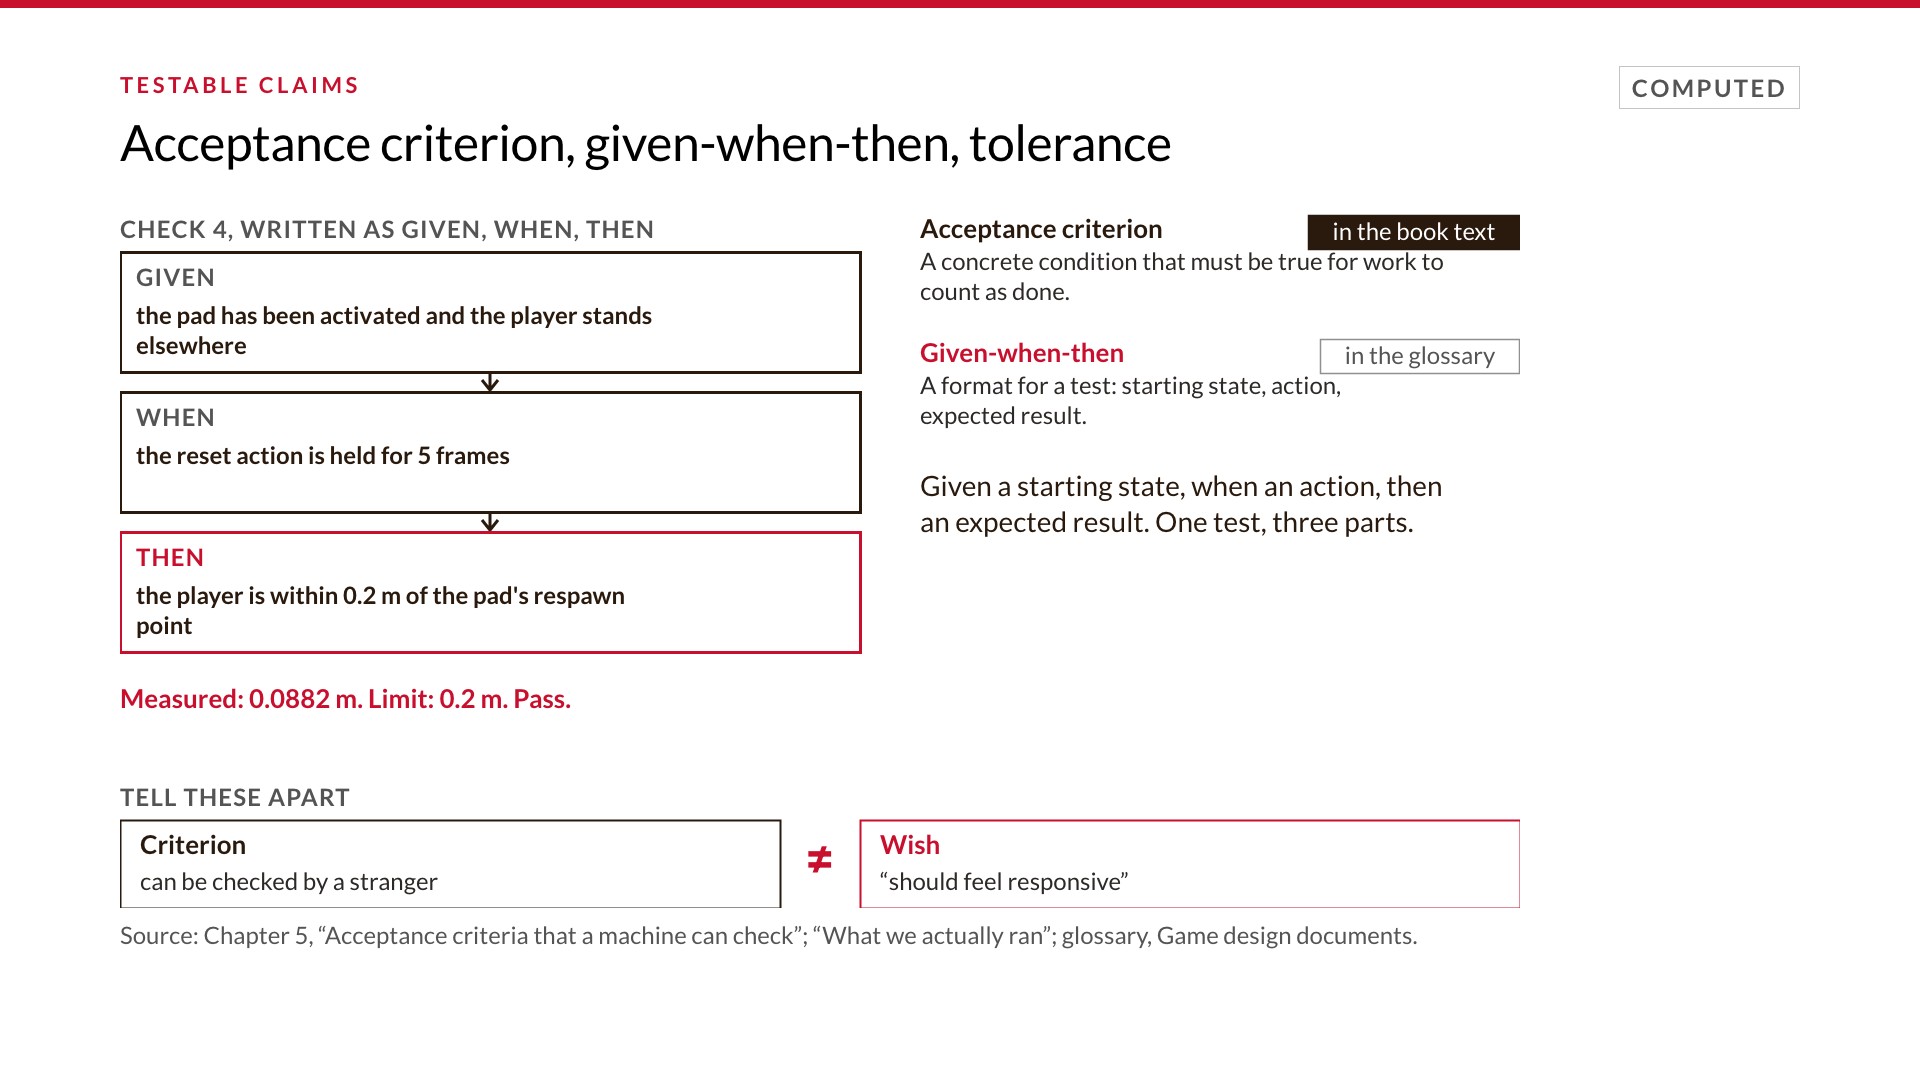 TESTABLE CLAIMS
COMPUTED
Acceptance criterion, given-when-then, tolerance
CHECK 4, WRITTEN AS GIVEN, WHEN, THEN
GIVEN
the pad has been activated and the player stands
elsewhere
WHEN
the reset action is held for 5 frames
THEN
the player is within 0.2 m of the pad's respawn
point
Measured: 0.0882 m. Limit: 0.2 m. Pass.
Acceptance criterion
in the book text
A concrete condition that must be true for work to
count as done.
Given-when-then
in the glossary
A format for a test: starting state, action,
expected result.
Given a starting state, when an action, then
an expected result. One test, three parts.
TELL THESE APART
Criterion
can be checked by a stranger
≠
Wish
“should feel responsive”
Source: Chapter 5, “Acceptance criteria that a machine can check”; “What we actually ran”; glossary, Game design documents.